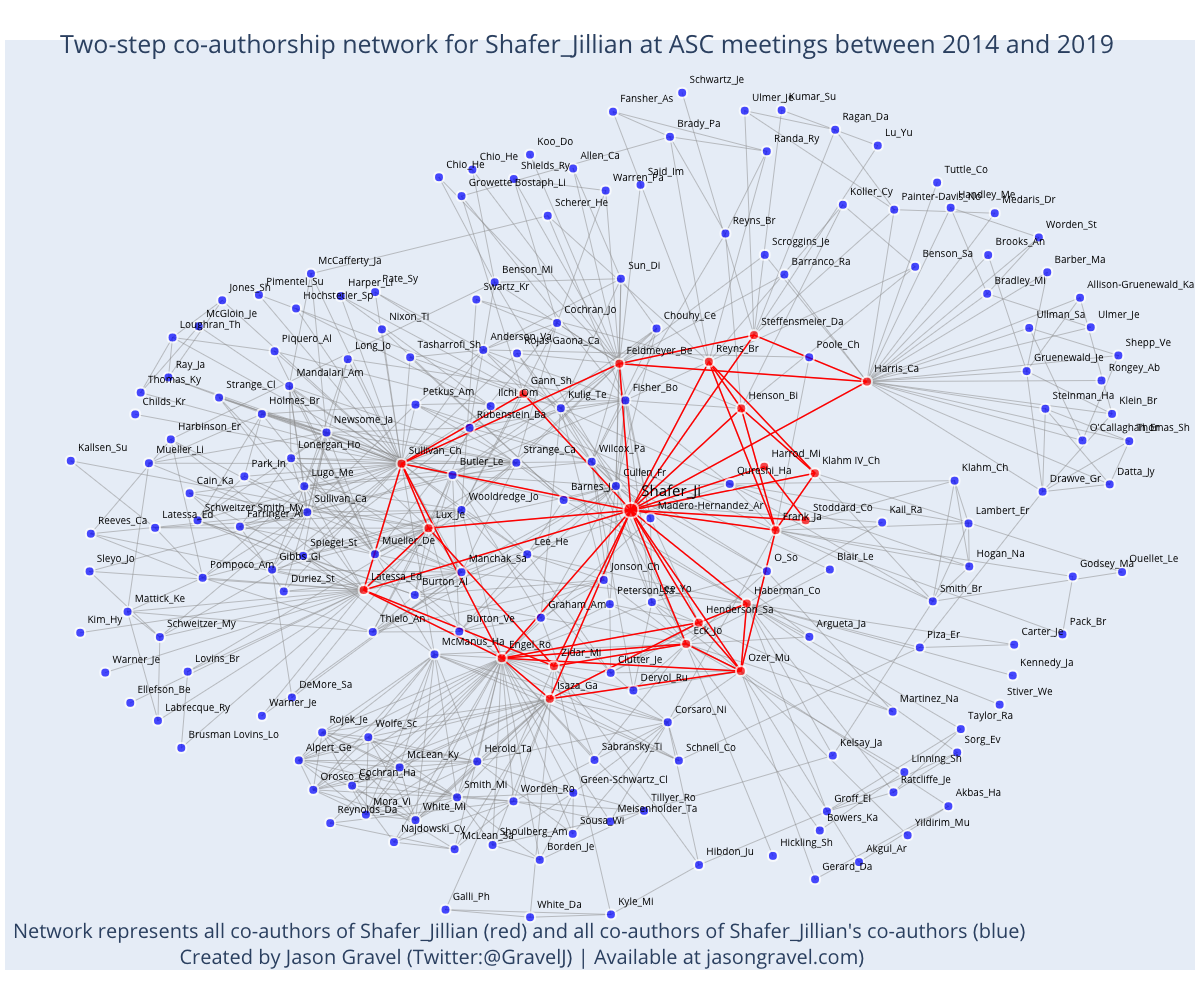 Two-step co-authorship network for Shafer_Jillian at ASC meetings between 2014 and 2019
Schwartz_Je
Fansher_As
Ulmer_Je
Kumar_Su
Ragan_Da
Brady_Pa
Lu_Yu
Randa_Ry
Koo_Do
Chio_He
Chio_He
Shields_Ry
Allen_Ca
Said_Im
Warren_Pa
Growette Bostaph_Li
Tuttle_Co
Koller_Cy
Painter-Davis_No
Handley_Me
Medaris_Dr
Scherer_He
Reyns_Br
Worden_St
Scroggins_Je
Benson_Sa
Brooks_An
McCafferty_Ja
Sun_Di
Barranco_Ra
Barber_Ma
Benson_Mi
Jones_Sh
Pimentel_Su
Harper_Li
Pate_Sy
Bradley_Mi
Allison-Gruenewald_Ka
Hochstetler_Sp
Swartz_Kr
McGloin_Je
Loughran_Th
Nixon_Ti
Cochran_Jo
Chouhy_Ce
Steffensmeier_Da
Ullman_Sa
Ulmer_Je
Piquero_Al
Long_Jo
Tasharrofi_Sh
Anderson_Va
Rojas-Gaona_Ca
Feldmeyer_Be
Reyns_Br
Poole_Ch
Shepp_Ve
Ray_Ja
Mandalari_Am
Gruenewald_Je
Harris_Ca
Rongey_Ab
Thomas_Ky
Strange_Cl
Gann_Sh
Petkus_Am
Ilchi_Om
Kulig_Te
Fisher_Bo
Henson_Bi
Steinman_Ha
Klein_Br
Childs_Kr
Holmes_Br
Newsome_Ja
Rubenstein_Ba
O'Callaghan_Er
Thomas_Sh
Harbinson_Er
Kallsen_Su
Mueller_Li
Lonergan_Ho
Sullivan_Ch
Strange_Ca
Wilcox_Pa
Harrod_Mi
Klahm IV_Ch
Park_In
Butler_Le
Cullen_Fr
Qureshi_Ha
Klahm_Ch
Drawve_Gr
Datta_Jy
Cain_Ka
Lugo_Me
Barnes_J
Shafer_Ji
Schweitzer Smith_My
Sullivan_Ca
Wooldredge_Jo
Madero-Hernandez_Ar
Stoddard_Co
Kail_Ra
Lambert_Er
Reeves_Ca
Latessa_Ed
Farringer_Al
Lux_Je
Frank_Ja
Sleyo_Jo
Gibbs_Gl
Spiegel_St
Mueller_De
Manchak_Sa
Lee_He
O_So
Blair_Le
Hogan_Na
Ouellet_Le
Pompoco_Am
Duriez_St
Latessa_Ed
Burton_Al
Jonson_Ch
Godsey_Ma
Mattick_Ke
Graham_Am
Haberman_Co
Smith_Br
Kim_Hy
Schweitzer_My
Thielo_An
Burton_Ve
Henderson_Sa
Argueta_Ja
Pack_Br
McManus_Ha
Engel_Ro
Zidar_Mi
Eck_Jo
Piza_Er
Carter_Je
Warner_Je
Lovins_Br
Clutter_Je
Ozer_Mu
Kennedy_Ja
Ellefson_Be
DeMore_Sa
Isaza_Ga
Deryol_Ru
Martinez_Na
Stiver_We
Labrecque_Ry
Warner_Je
Corsaro_Ni
Taylor_Ra
Brusman Lovins_Lo
Rojek_Je
Wolfe_Sc
Kelsay_Ja
Sorg_Ev
Alpert_Ge
McLean_Ky
Herold_Ta
Sabransky_Ti
Schnell_Co
Linning_Sh
Orosco_Ca
Cochran_Ha
Smith_Mi
Green-Schwartz_Cl
Ratcliffe_Je
Mora_Vi
Worden_Ro
Tillyer_Ro
Groff_El
Akbas_Ha
Reynolds_Da
White_Mi
Meisenholder_Ta
Bowers_Ka
Najdowski_Cy
McLean_Sa
Shoulberg_Am
Sousa_Wi
Yildirim_Mu
Borden_Je
Hibdon_Ju
Hickling_Sh
Akgul_Ar
Gerard_Da
Galli_Ph
White_Da
Kyle_Mi
Network represents all co-authors of Shafer_Jillian (red) and all co-authors of Shafer_Jillian's co-authors (blue)
Created by Jason Gravel (Twitter:@GravelJ) | Available at jasongravel.com)